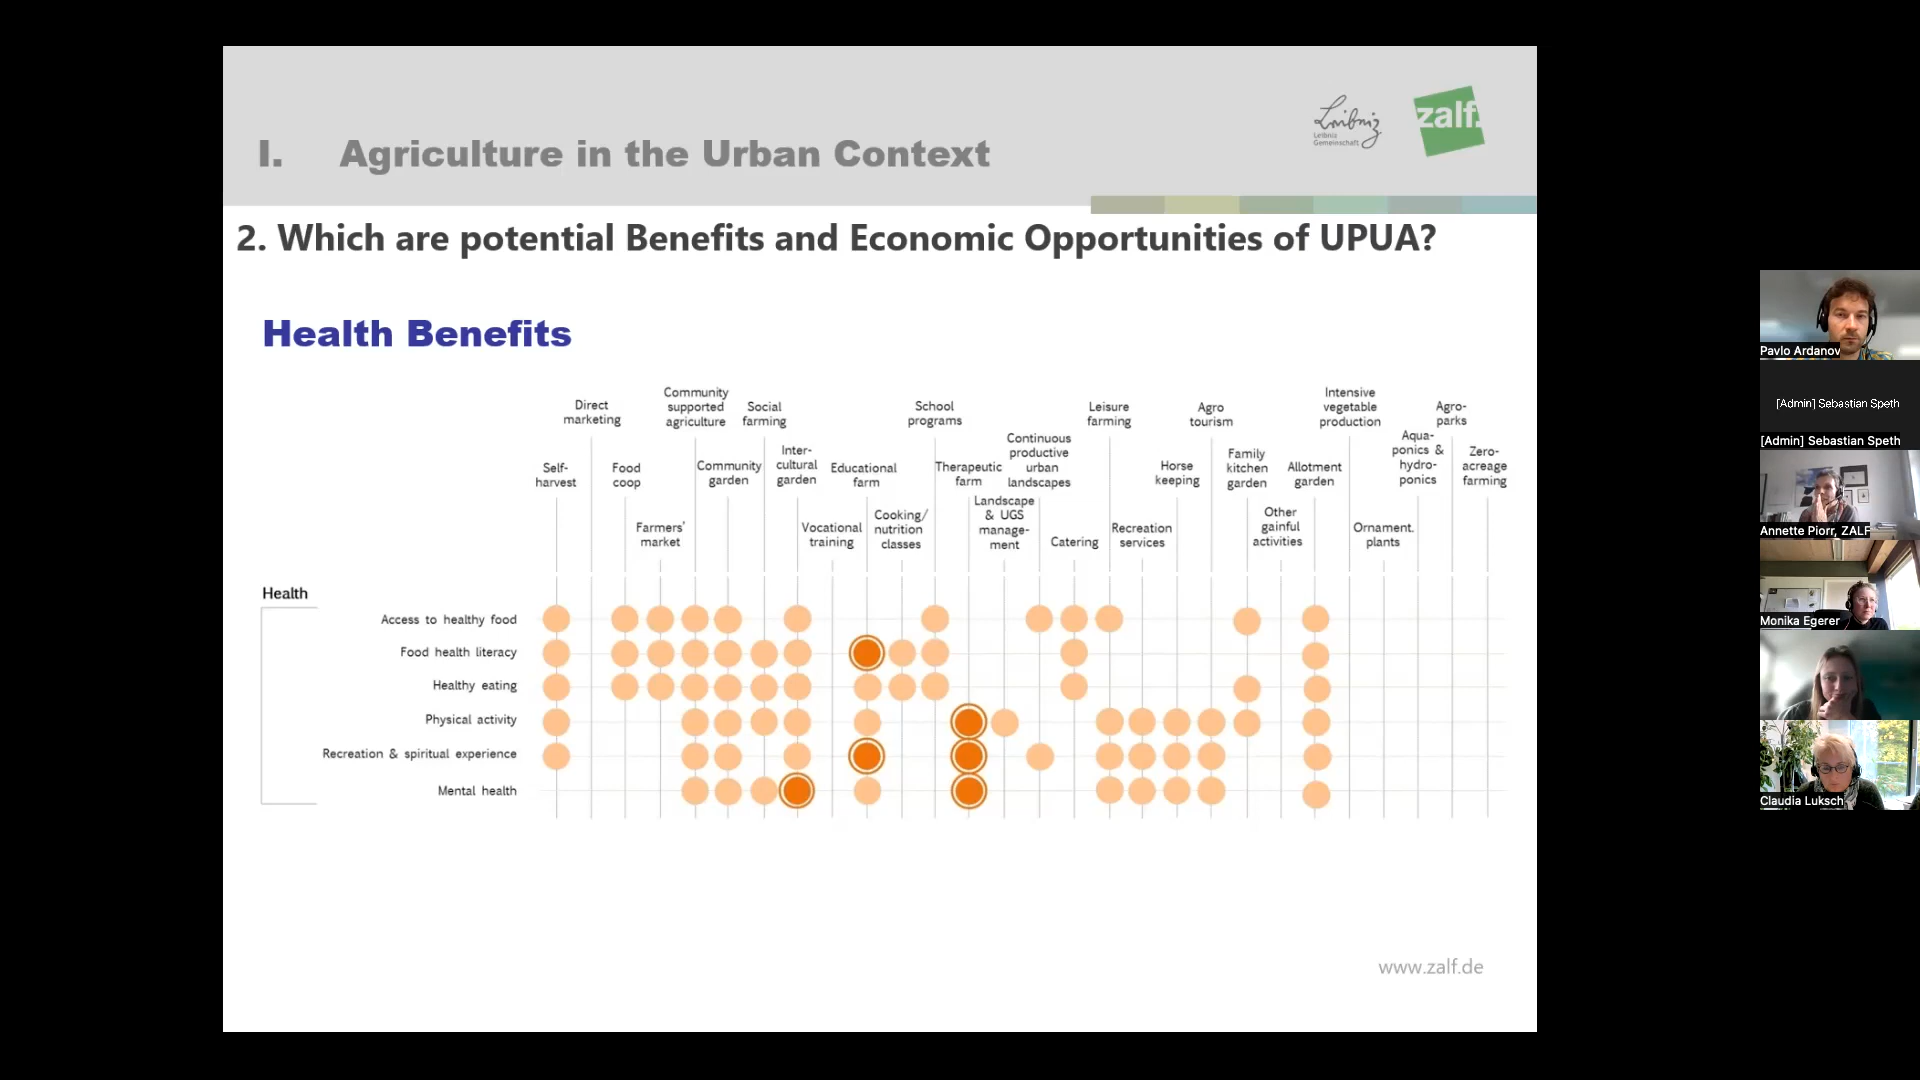 I. Agriculture in the Urban Context
Leibniz
Leibniz
Gemeinschaft
zalf.
2. Which are potential Benefits and Economic Opportunities of UPUA?
Health Benefits
Direct
marketing
Community
supported
agriculture
Social
farming
School
programs
Leisure
farming
Agro
tourism
Intensive
vegetable
production
Agro-
parks
Self-
harvest
Food
coop
Community
garden
Inter-
cultural
garden
Educational
farm
Therapeutic
farm
Continuous
productive
urban
landscapes
Horse
keeping
Family
kitchen
garden
Allotment
garden
Aqua-
ponics &
hydro-
ponics
Zero-
acreage
farming
Farmers'
market
Vocational
training
Cooking/
nutrition
classes
Landscape
& UGS
manage-
ment
Catering
Recreation
services
Other
gainful
activities
Ornament.
plants
Health
Access to healthy food
Food health literacy
Healthy eating
Physical activity
Recreation & spiritual experience
Mental health
www.zalf.de
Pavlo Ardanov
[Admin] Sebastian Speth
[Admin] Sebastian Speth
Annette Piorr, ZALF
Monika Egerer
Claudia Luksch